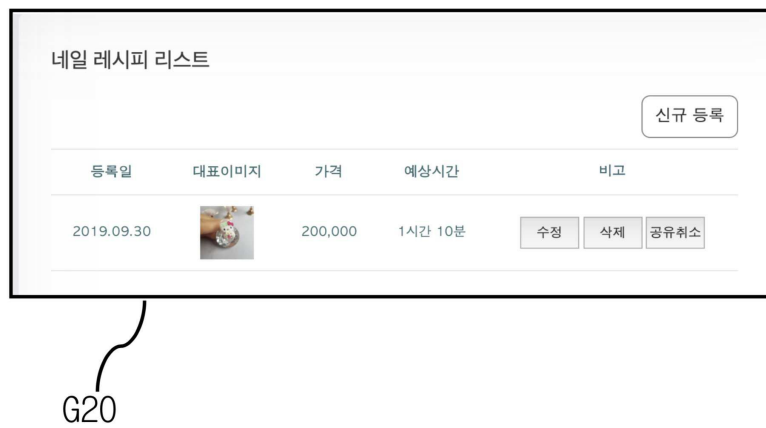 네일 레시피 리스트
신규 등록
등록일 대표이미지 가격 예상시간 비고
2019.09.30 200,000 1시간 10분 수정 삭제 공유취소
G20